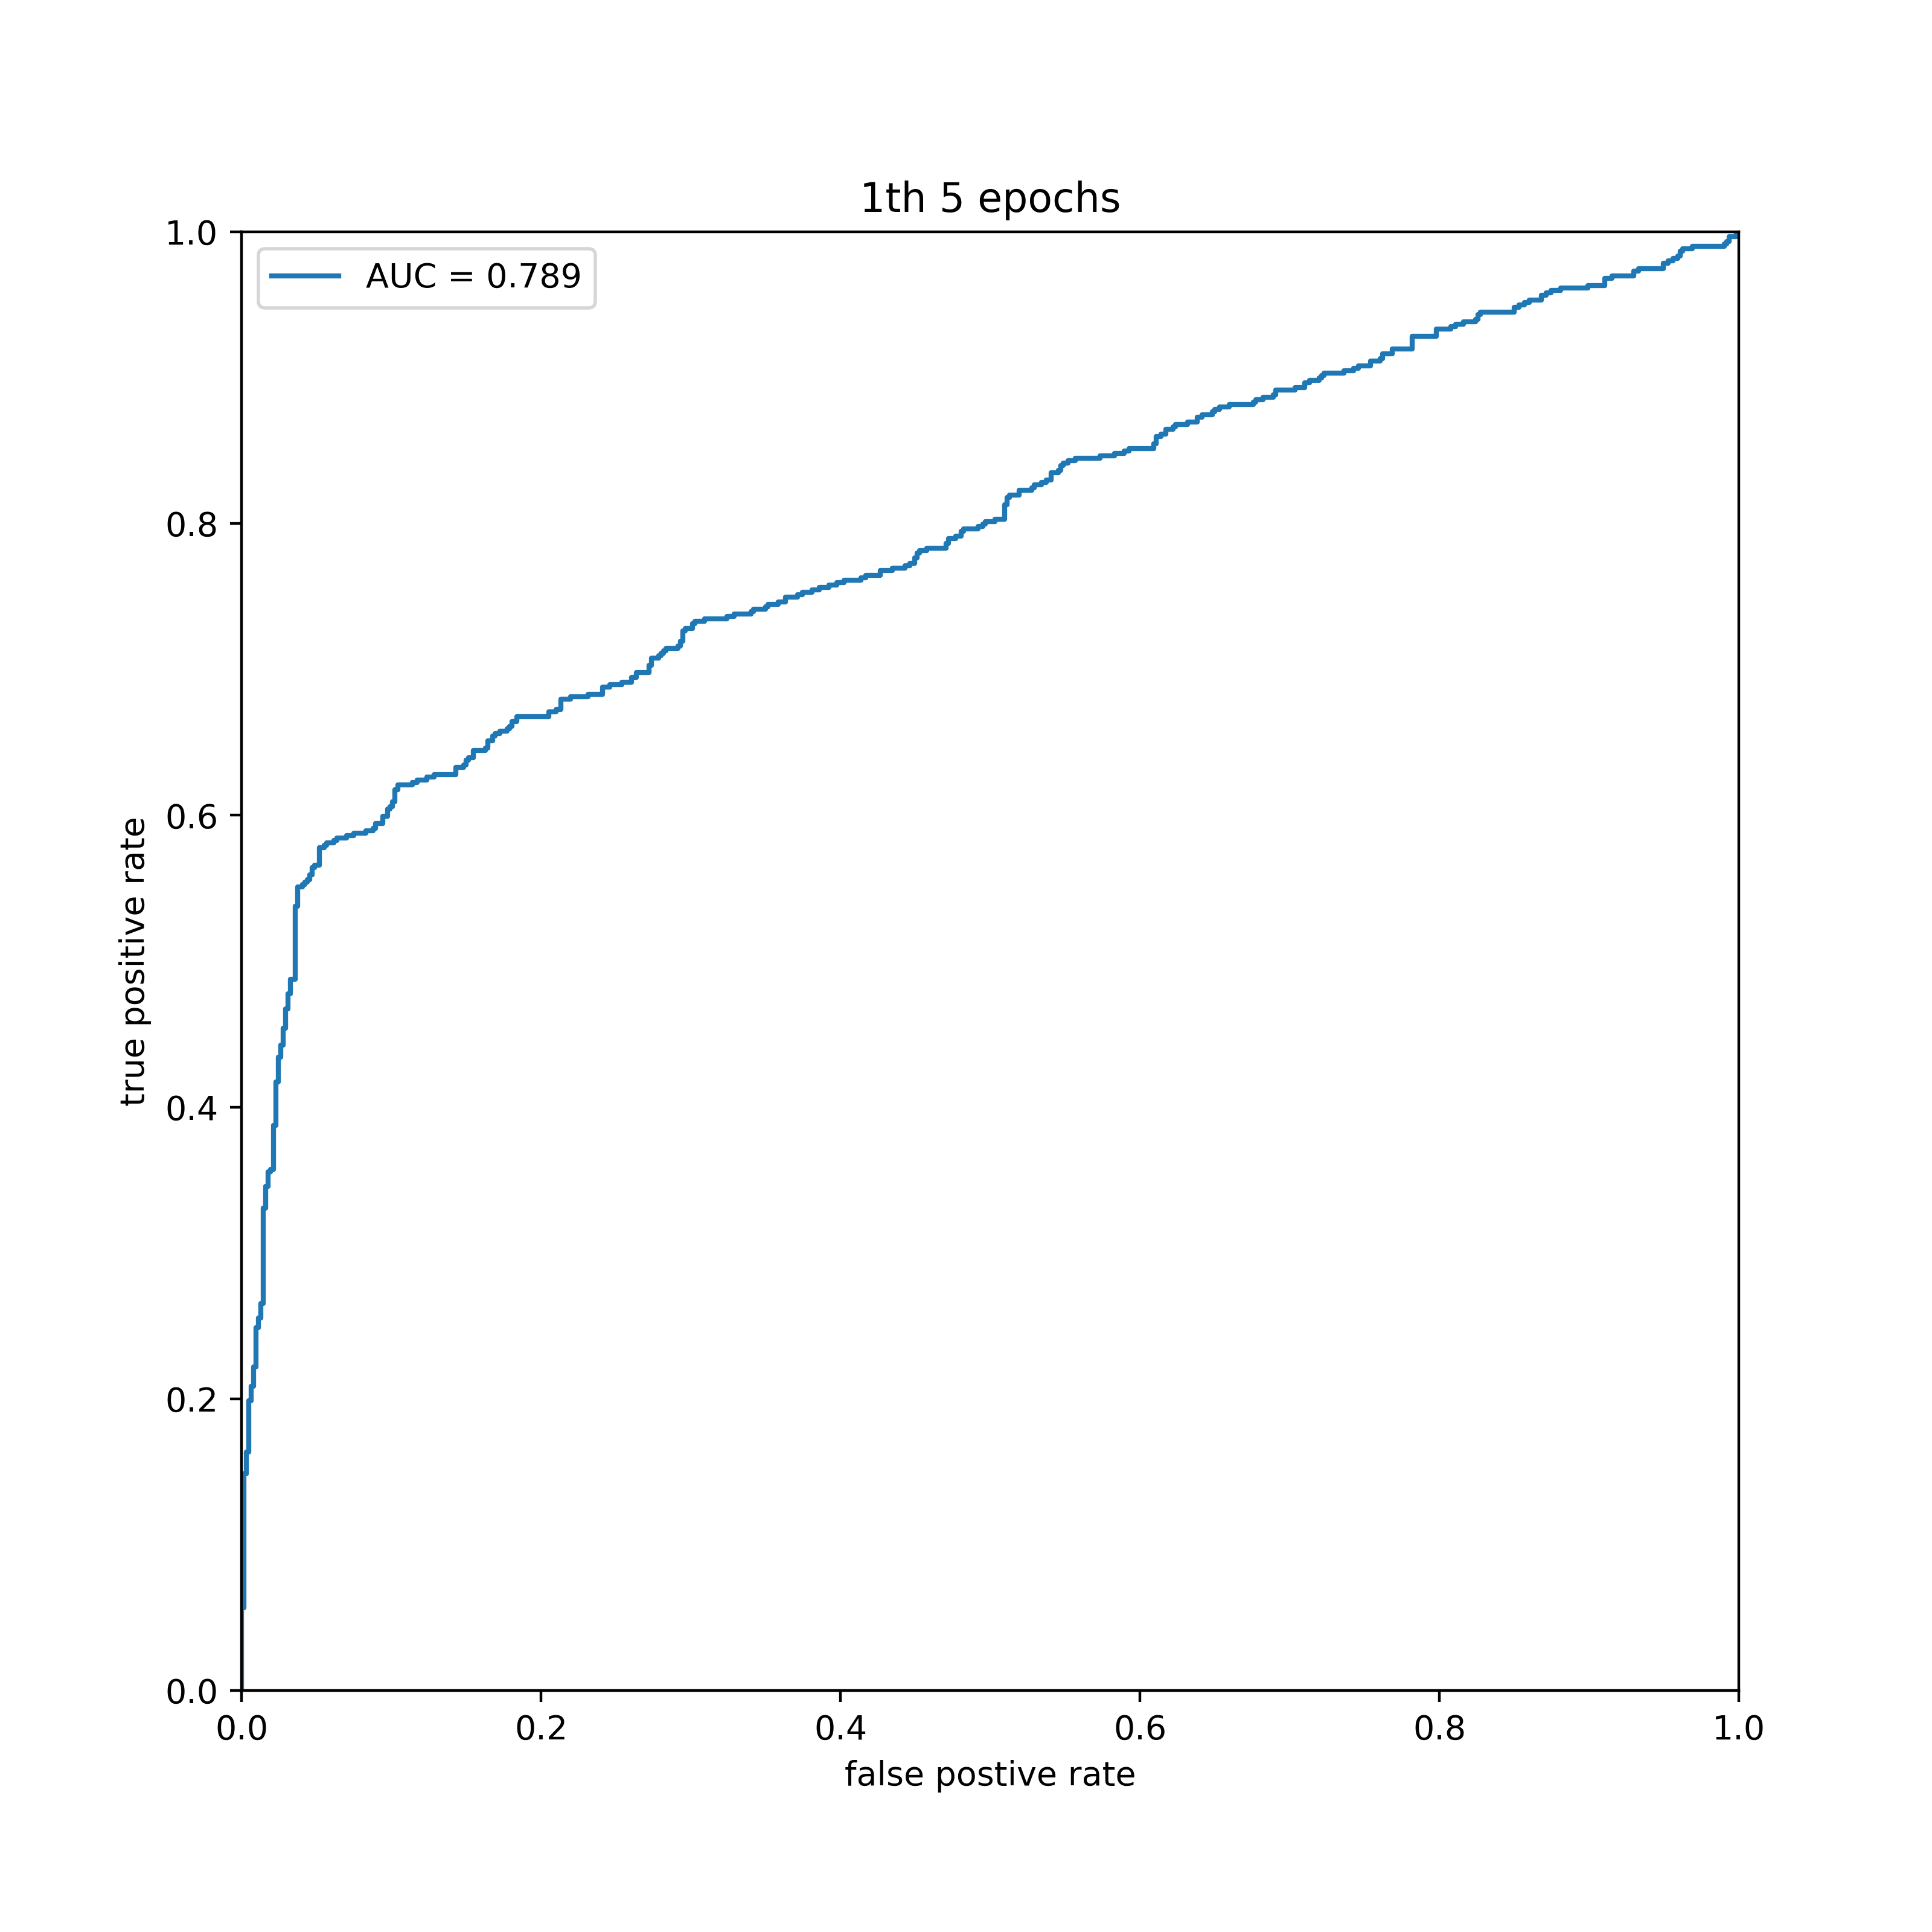 1th 5 epochs
AUC = 0.789
1.0
0.8
0.6
0.4
0.2
0.0
true positive rate
0.0 0.2 0.4 0.6 0.8 1.0
false postive rate